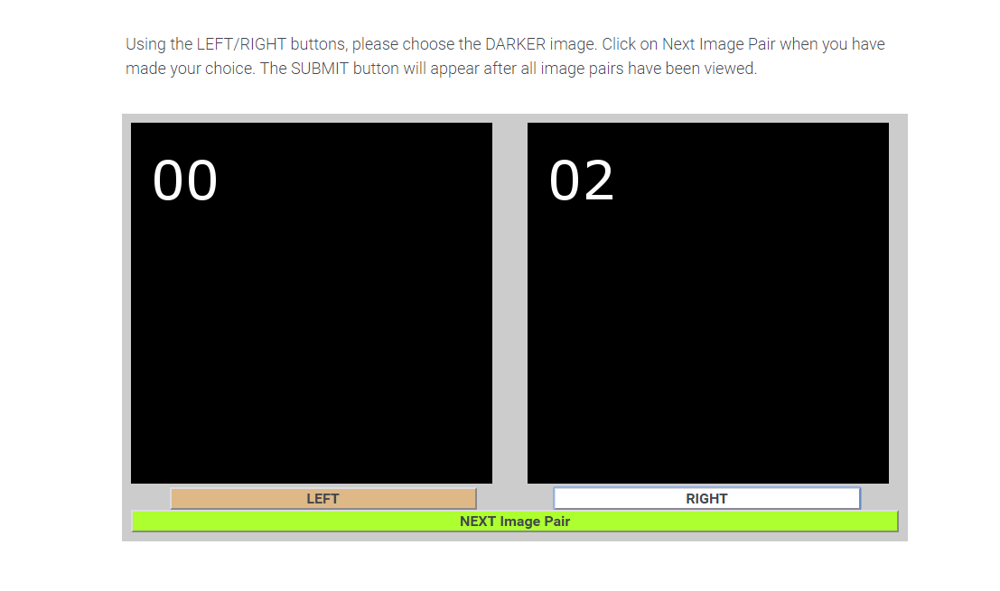 Using the LEFT/RIGHT buttons, please choose the DARKER image. Click on Next Image Pair when you have
made your choice. The SUBMIT button will appear after all image pairs have been viewed.
00 02
LEFT RIGHT
NEXT Image Pair